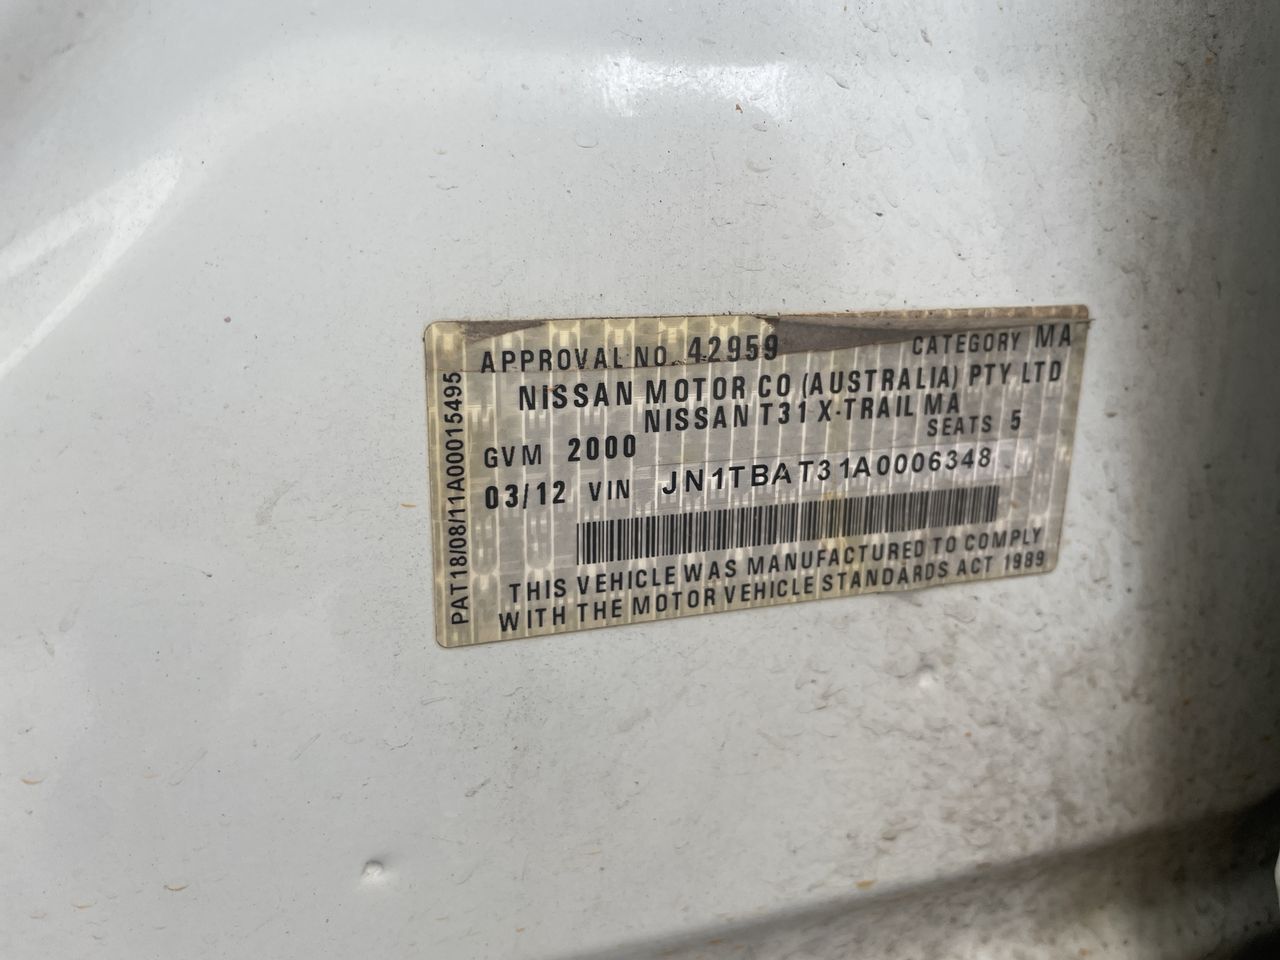 APPROVAL NO. 42959 CATEGORY MA
NISSAN MOTOR CO (AUSTRALIA) PTY LTD
NISSAN T31 X-TRAIL MA
GVM 2000 SEATS 5
03/12 VIN JN1TBAT31A0006348
THIS VEHICLE WAS MANUFACTURED TO COMPLY
WITH THE MOTOR VEHICLE STANDARDS ACT 1989
PAT18/08/11A00015495